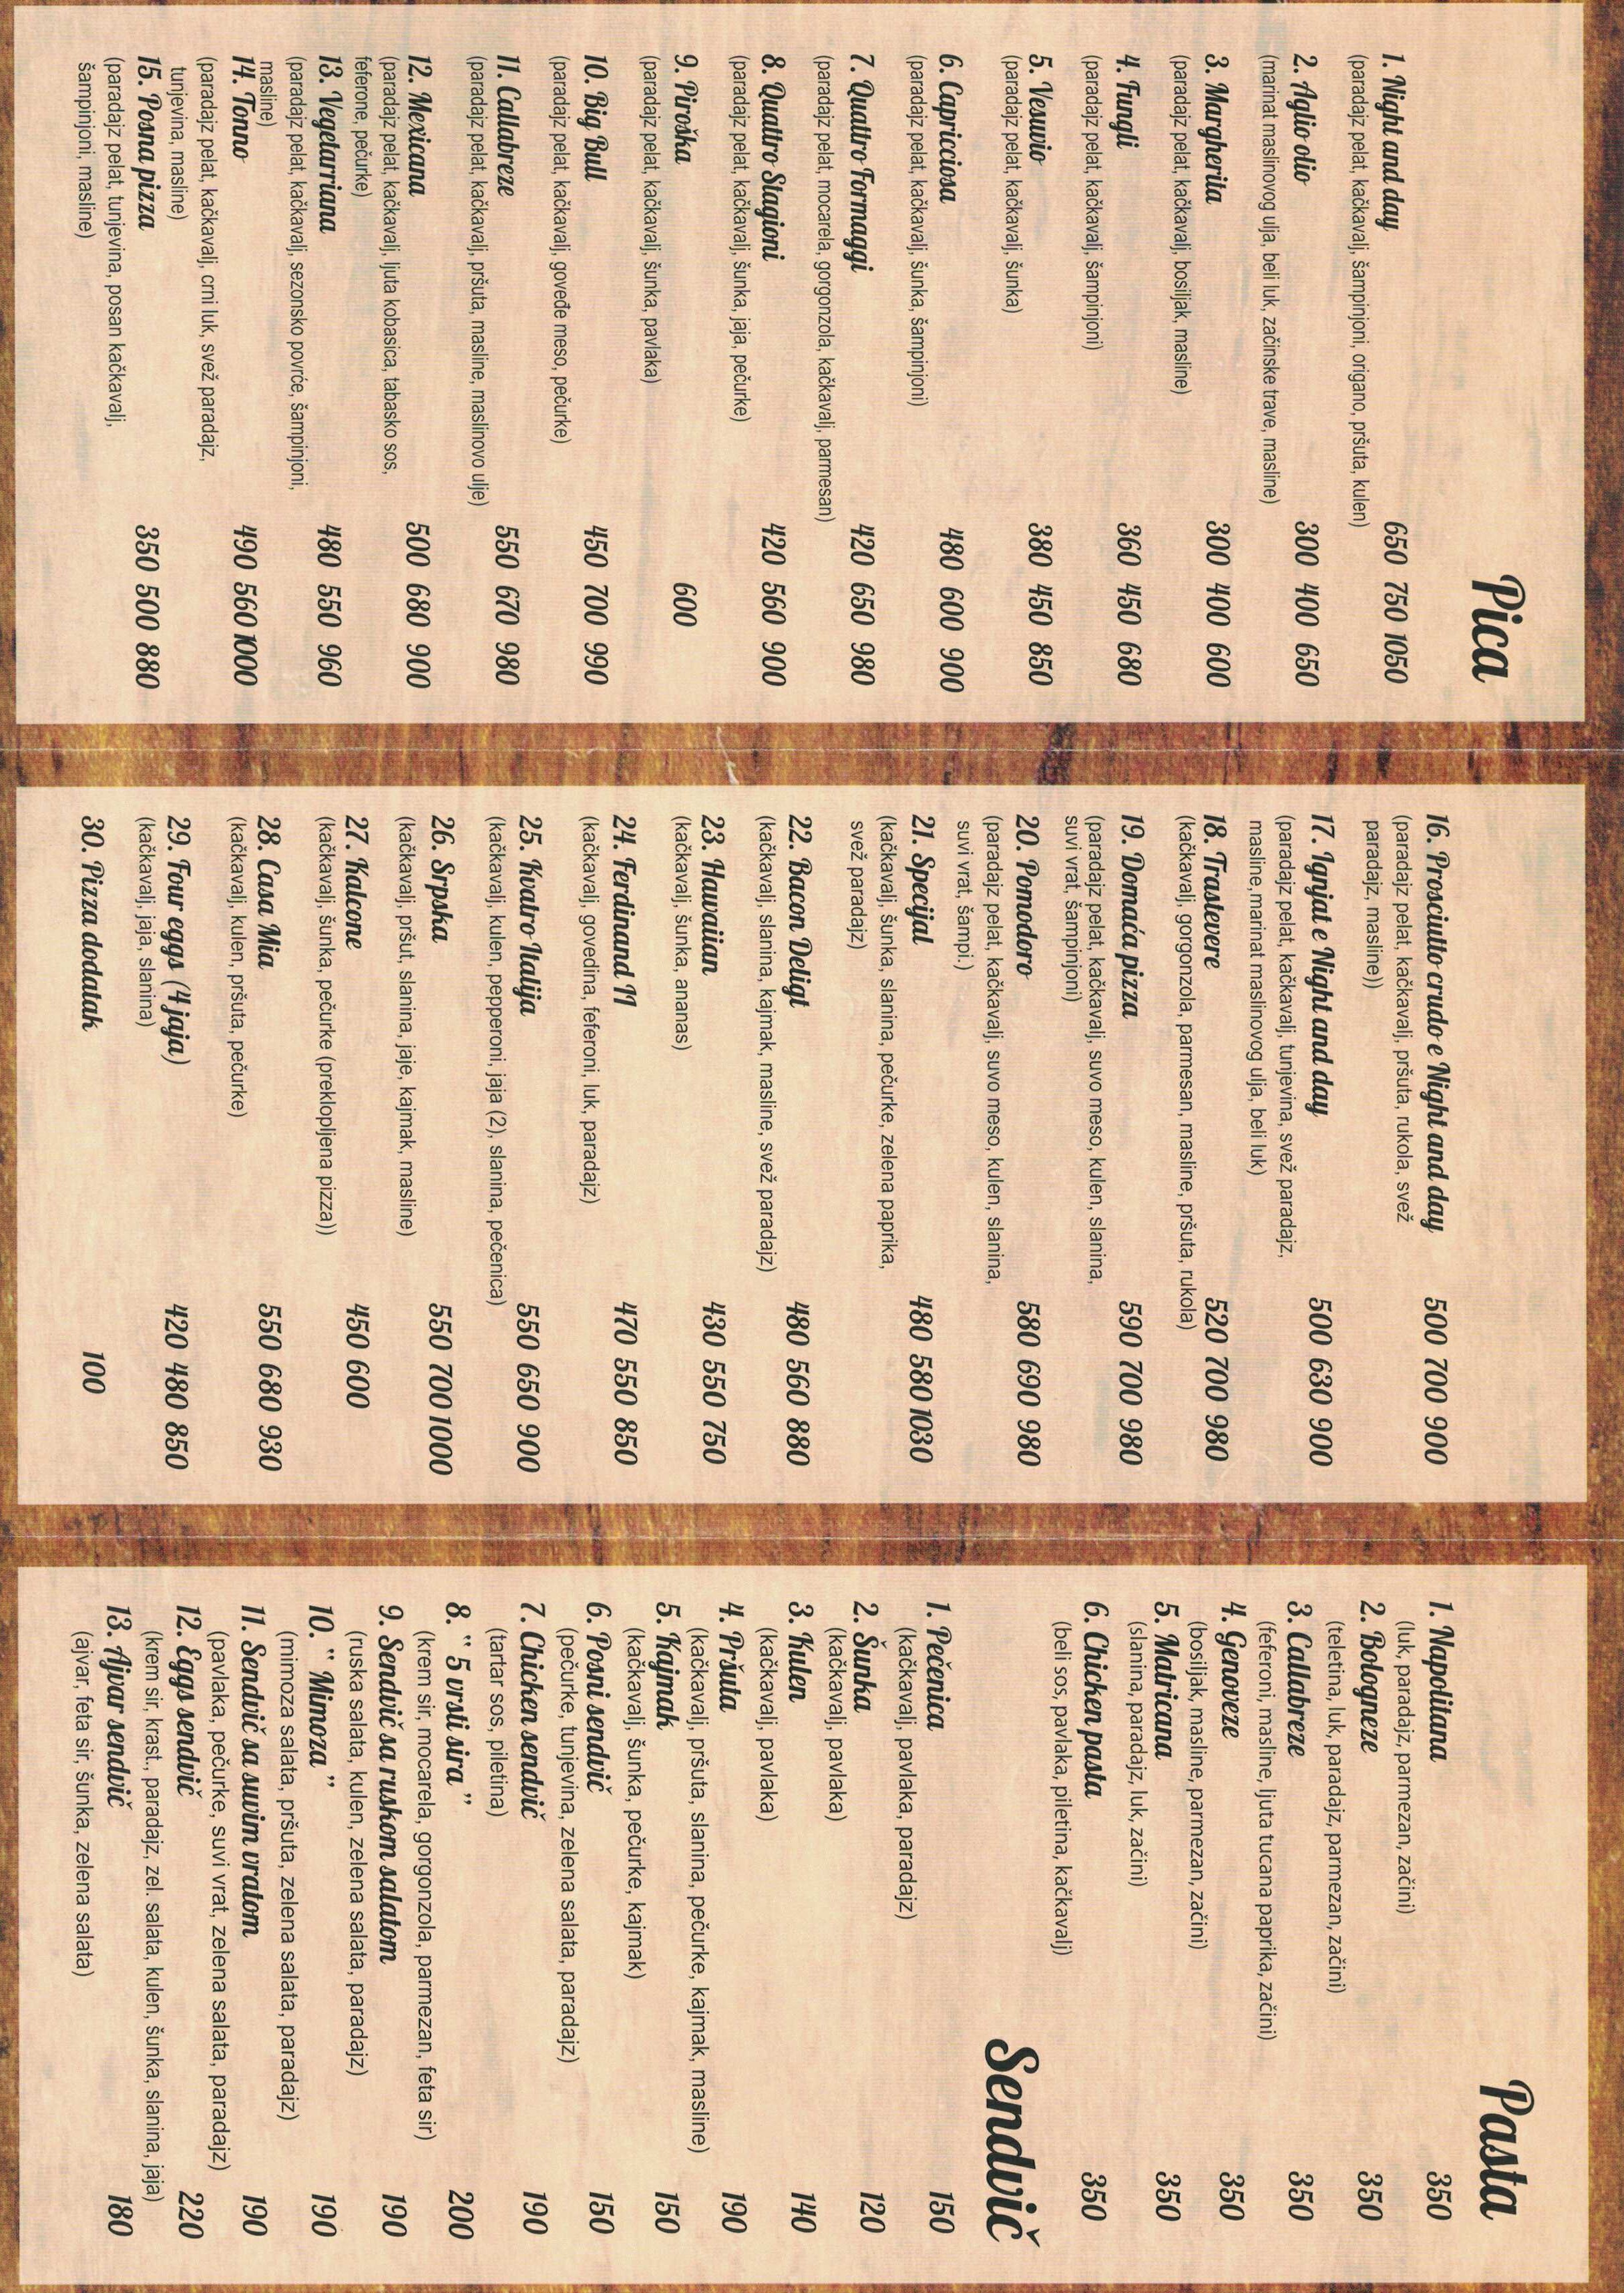 Pica
1. Night and day 650 750 1050
(paradajz pelat, kačkavalj, šampinjoni, origano, pršuta, kulen)
2. Aglio olio 300 400 650
(marinat maslinovog ulja, beli luk, začinske trave, masline)
3. Margherita 300 400 600
(paradajz pelat, kačkavalj, bosiljak, masline)
4. Fungli 360 450 680
(paradajz pelat, kačkavalj, šampinjoni)
5. Vesuvio 380 450 850
(paradajz pelat, kačkavalj, šunka)
6. Capricciosa 480 600 900
(paradajz pelat, kačkavalj, šunka, šampinjoni)
7. Quattro Formaggi 420 650 980
(paradajz pelat, mocarela, gorgonzola, kačkavalj, parmesan)
8. Quattro Stagioni 420 560 900
(paradajz pelat, kačkavalj, šunka, jaja, pečurke)
9. Piroška 600
(paradajz pelat, kačkavalj, šunka, pavlaka)
10. Big Bull 450 700 990
(paradajz pelat, kačkavalj, goveđe meso, pečurke)
11. Callabreze 550 670 980
(paradajz pelat, kačkavalj, pršuta, masline, maslinovo ulje)
12. Mexicana 500 680 900
(paradajz pelat, kačkavalj, ljuta kobasica, tabasko sos,
feferone, pečurke)
13. Vegetarriana 480 550 960
(paradajz pelat, kačkavalj, sezonsko povrće, šampinjoni,
masline)
14. Tonno 490 560 1000
(paradajz pelat, kačkavalj, crni luk, svež paradajz,
tunjevina, masline)
15. Posna pizza 350 500 880
(paradajz pelat, tunjevina, posan kačkavalj,
šampinjoni, masline)
16. Prosciutto crudo e Night and day 500 700 900
(paradajz pelat, kačkavalj, pršuta, rukola, svež
paradajz, masline))
17. Ignjat e Night and day 500 630 900
(paradajz pelat, kačkavalj, tunjevina, svež paradajz,
masline,marinat maslinovog ulja, beli luk)
18. Trastevere 520 700 980
(kačkavalj, gorgonzola, parmesan, masline, pršuta, rukola)
19. Domaća pizza 590 700 980
(paradajz pelat, kačkavalj, suvo meso, kulen, slanina,
suvi vrat, šampinjoni)
20. Pomodoro 580 690 980
(paradajz pelat, kačkavalj, suvo meso, kulen, slanina,
suvi vrat, šampi.)
21. Specijal 480 580 1030
(kačkavalj, šunka, slanina, pečurke, zelena paprika,
svež paradajz)
22. Bacon Deligt 480 560 880
(kačkavalj, slanina, kajmak, masline, svež paradajz)
23. Hawaiian 430 550 750
(kačkavalj, šunka, ananas)
24. Ferdinand II 470 550 850
(kačkavalj, govedina, feferoni, luk, paradajz)
25. Kvatro Italija 550 650 900
(kačkavalj, kulen, pepperoni, jaja (2), slanina, pečenica)
26. Srpska 550 700 1000
(kačkavalj, pršut, slanina, jaje, kajmak, masline)
27. Kalcone 450 600
(kačkavalj, šunka, pečurke (preklopljena pizza))
28. Casa Mia 550 680 930
(kačkavalj, kulen, pršuta, pečurke)
29. Four eggs (4 jaja) 420 480 850
(kačkavalj, jaja, slanina)
30. Pizza dodatak 100
Pasta
1. Napolitana 350
(luk, paradajz, parmezan, začini)
2. Bologneze 350
(teletina, luk, paradajz, parmezan, začini)
3. Callabreze 350
(feferoni, masline, ljuta tucana paprika, začini)
4. Genoveze 350
(bosiljak, masline, parmezan, začini)
5. Matricana 350
(slanina, paradajz, luk, začini)
6. Chicken pasta 350
(beli sos, pavlaka, piletina, kačkavalj)
Sendvič
1. Pečenica 150
(kačkavalj, pavlaka, paradajz)
2. Šunka 120
(kačkavalj, pavlaka)
3. Kulen 140
(kačkavalj, pavlaka)
4. Pršuta 190
(kačkavalj, pršuta, slanina, pečurke, kajmak, masline)
5. Kajmak 150
(kačkavalj, šunka, pečurke, kajmak)
6. Posni sendvič 150
(pečurke, tunjevina, zelena salata, paradajz)
7. Chicken sendvič 190
(tartar sos, piletina)
8. " 5 vrsti sira " 200
(krem sir, mocarela, gorgonzola, parmezan, feta sir)
9. Sendvič sa ruskom salatom 190
(ruska salata, kulen, zelena salata, paradajz)
10. " Mimoza " 190
(mimoza salata, pršuta, zelena salata, paradajz)
11. Sendvič sa suvim vratom 190
(pavlaka, pečurke, suvi vrat, zelena salata, paradajz)
12. Eggs sendvič 220
(krem sir, krast., paradajz, zel. salata, kulen, šunka, slanina, jaja)
13. Ajvar sendvič 180
(ajvar, feta sir, šunka, zelena salata)